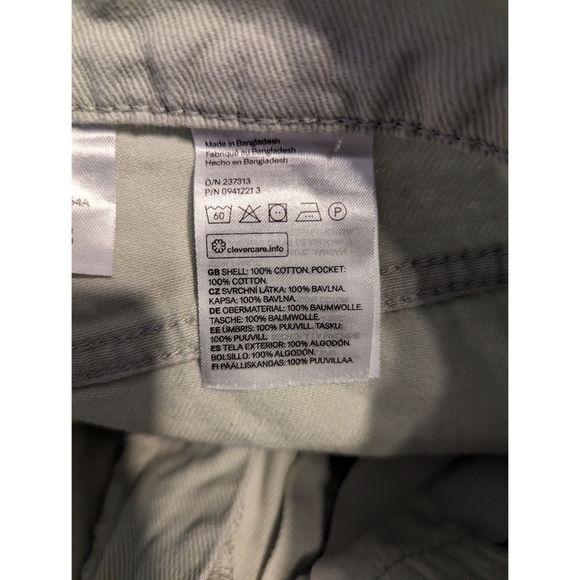 Made in Bangladesh
Fabriqué au Bangladesh
Hecho en Bangladesh
O/N 237313
P/N 0941221 3
60 P
clevercare.info
GB SHELL: 100% COTTON. POCKET:
100% COTTON.
CZ SVRCHNÍ LÁTKA: 100% BAVLNA.
KAPSA: 100% BAVLNA.
DE OBERMATERIAL: 100% BAUMWOLLE.
TASCHE: 100% BAUMWOLLE.
EE ÜMBRIS: 100% PUUVILL. TASKU:
100% PUUVILL.
ES TELA EXTERIOR: 100% ALGODÓN.
BOLSILLO: 100% ALGODÓN.
FI PÄÄLLISKANGAS: 100% PUUVILLAA.
54A